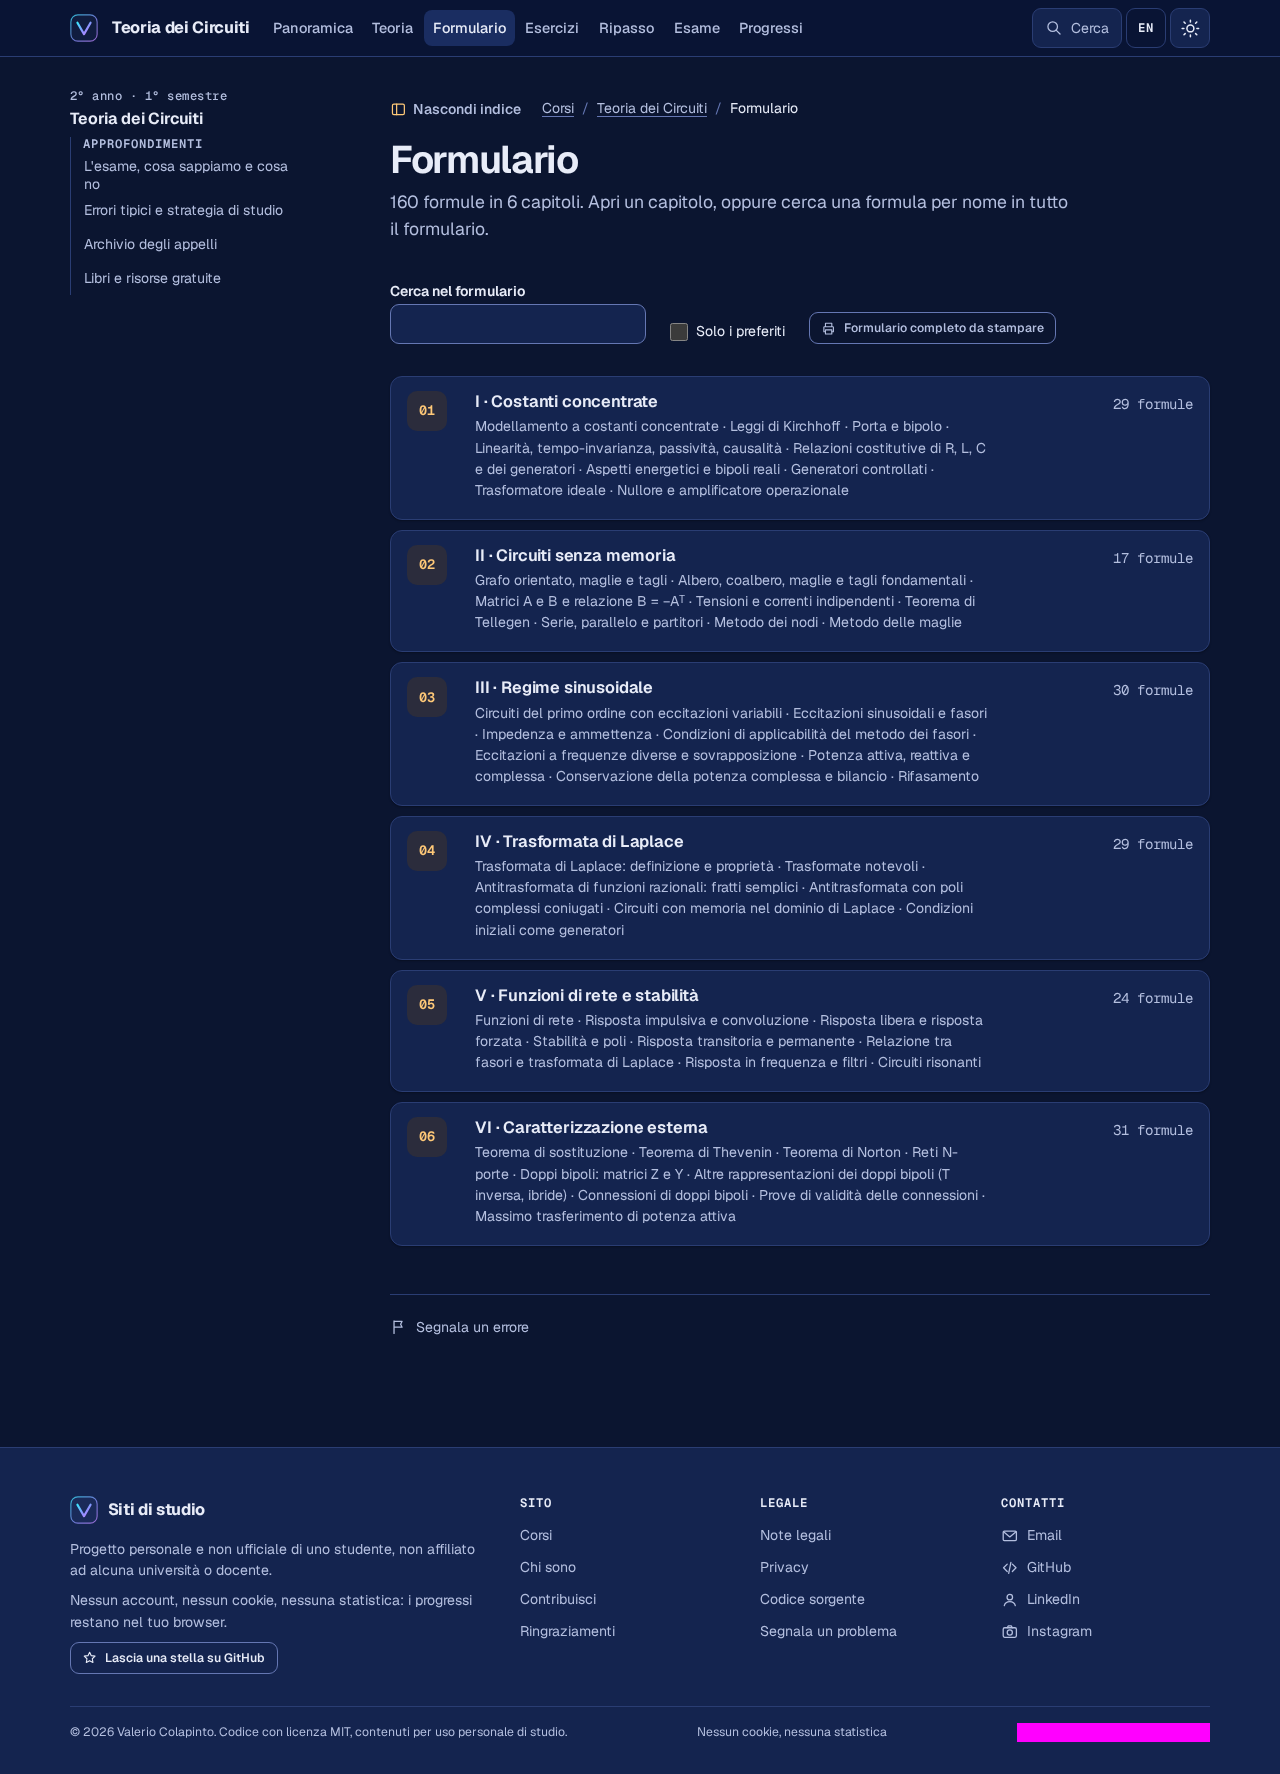 Teoria dei Circuiti
Panoramica
Teoria
Formulario
Esercizi
Ripasso
Esame
Progressi
Cerca
EN
2° anno · 1° semestre
Teoria dei Circuiti
APPROFONDIMENTI
L'esame, cosa sappiamo e cosa
no
Errori tipici e strategia di studio
Archivio degli appelli
Libri e risorse gratuite
Nascondi indice
Corsi / Teoria dei Circuiti / Formulario
Formulario
160 formule in 6 capitoli. Apri un capitolo, oppure cerca una formula per nome in tutto
il formulario.
Cerca nel formulario
Solo i preferiti
Formulario completo da stampare
01
I · Costanti concentrate
29 formule
Modellamento a costanti concentrate · Leggi di Kirchhoff · Porta e bipolo ·
Linearità, tempo-invarianza, passività, causalità · Relazioni costitutive di R, L, C
e dei generatori · Aspetti energetici e bipoli reali · Generatori controllati ·
Trasformatore ideale · Nullore e amplificatore operazionale
02
II · Circuiti senza memoria
17 formule
Grafo orientato, maglie e tagli · Albero, coalbero, maglie e tagli fondamentali ·
Matrici A e B e relazione B = −Aᵀ · Tensioni e correnti indipendenti · Teorema di
Tellegen · Serie, parallelo e partitori · Metodo dei nodi · Metodo delle maglie
03
III · Regime sinusoidale
30 formule
Circuiti del primo ordine con eccitazioni variabili · Eccitazioni sinusoidali e fasori
· Impedenza e ammettenza · Condizioni di applicabilità del metodo dei fasori ·
Eccitazioni a frequenze diverse e sovrapposizione · Potenza attiva, reattiva e
complessa · Conservazione della potenza complessa e bilancio · Rifasamento
04
IV · Trasformata di Laplace
29 formule
Trasformata di Laplace: definizione e proprietà · Trasformate notevoli ·
Antitrasformata di funzioni razionali: fratti semplici · Antitrasformata con poli
complessi coniugati · Circuiti con memoria nel dominio di Laplace · Condizioni
iniziali come generatori
05
V · Funzioni di rete e stabilità
24 formule
Funzioni di rete · Risposta impulsiva e convoluzione · Risposta libera e risposta
forzata · Stabilità e poli · Risposta transitoria e permanente · Relazione tra
fasori e trasformata di Laplace · Risposta in frequenza e filtri · Circuiti risonanti
06
VI · Caratterizzazione esterna
31 formule
Teorema di sostituzione · Teorema di Thevenin · Teorema di Norton · Reti N-
porte · Doppi bipoli: matrici Z e Y · Altre rappresentazioni dei doppi bipoli (T
inversa, ibride) · Connessioni di doppi bipoli · Prove di validità delle connessioni ·
Massimo trasferimento di potenza attiva
Segnala un errore
Siti di studio
Progetto personale e non ufficiale di uno studente, non affiliato
ad alcuna università o docente.
Nessun account, nessun cookie, nessuna statistica: i progressi
restano nel tuo browser.
Lascia una stella su GitHub
SITO
Corsi
Chi sono
Contribuisci
Ringraziamenti
LEGALE
Note legali
Privacy
Codice sorgente
Segnala un problema
CONTATTI
Email
GitHub
LinkedIn
Instagram
© 2026 Valerio Colapinto. Codice con licenza MIT, contenuti per uso personale di studio.
Nessun cookie, nessuna statistica